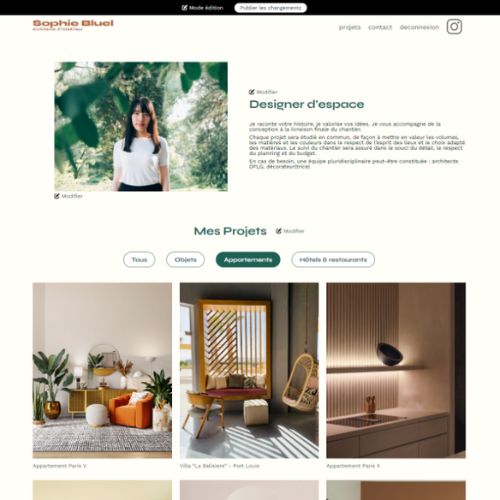 Mode édition Publier les changements
Sophie Bluel
Architecte d'intérieur
projets contact deconnexion
Modifier
Designer d'espace
Je raconte votre histoire, je valorise vos idées. Je vous accompagne de la
conception à la livraison finale du chantier.
Chaque projet sera étudié en commun, de façon à mettre en valeur les volumes,
les matières et les couleurs dans le respect de l'esprit des lieux et le choix adapté
des matériaux. Le suivi du chantier sera assuré dans le souci du détail, le respect
du planning et du budget.
En cas de besoin, une équipe pluridisciplinaire peut-être constituée : architecte
DPLG, décorateur(trice)
Modifier
Mes Projets Modifier
Tous Objets Appartements Hôtels & restaurants
Appartement Paris V
Villa "La Balisiere" - Port Louis
Appartement Paris X